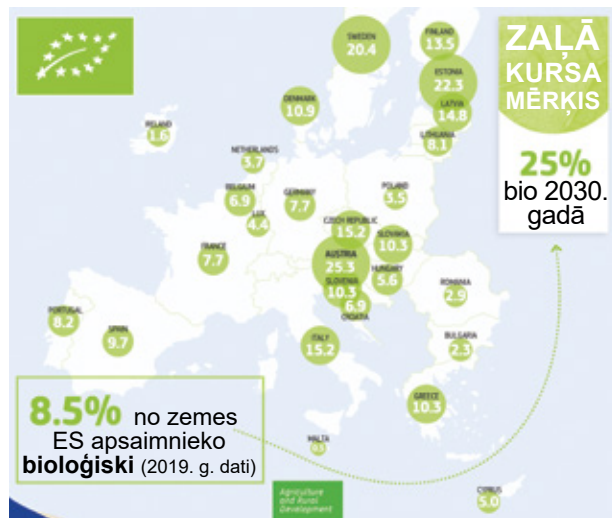 SWEDEN
20.4
FINLAND
13.5
ZAĻĀ
KURSA
MĒRĶIS
ESTONIA
22.3
DENMARK
10.9
LATVIA
14.8
IRELAND
1.6
LITHUANIA
8.1
NETHERLANDS
3.7
25%
bio 2030.
gadā
BELGIUM
6.9
GERMANY
7.7
POLAND
3.5
LUX
4.4
CZECH REPUBLIC
15.2
SLOVAKIA
10.3
FRANCE
7.7
AUSTRIA
25.3
HUNGARY
5.6
SLOVENIA
10.3
ROMANIA
2.9
6.9
CROATIA
PORTUGAL
8.2
SPAIN
9.7
ITALY
15.2
BULGARIA
2.3
GREECE
10.3
8.5% no zemes
ES apsaimnieko
bioloģiski (2019. g. dati)
MALTA
Agriculture
and Rural
Development
CYPRUS
5.0